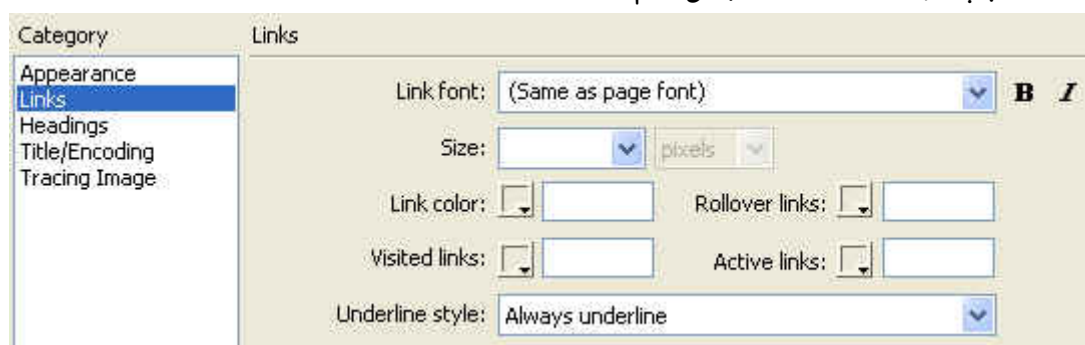 Category
Links
Appearance
Links
Headings
Title/Encoding
Tracing Image
Link font: (Same as page font) B I
Size: pixels
Link color: Rollover links:
Visited links: Active links:
Underline style: Always underline